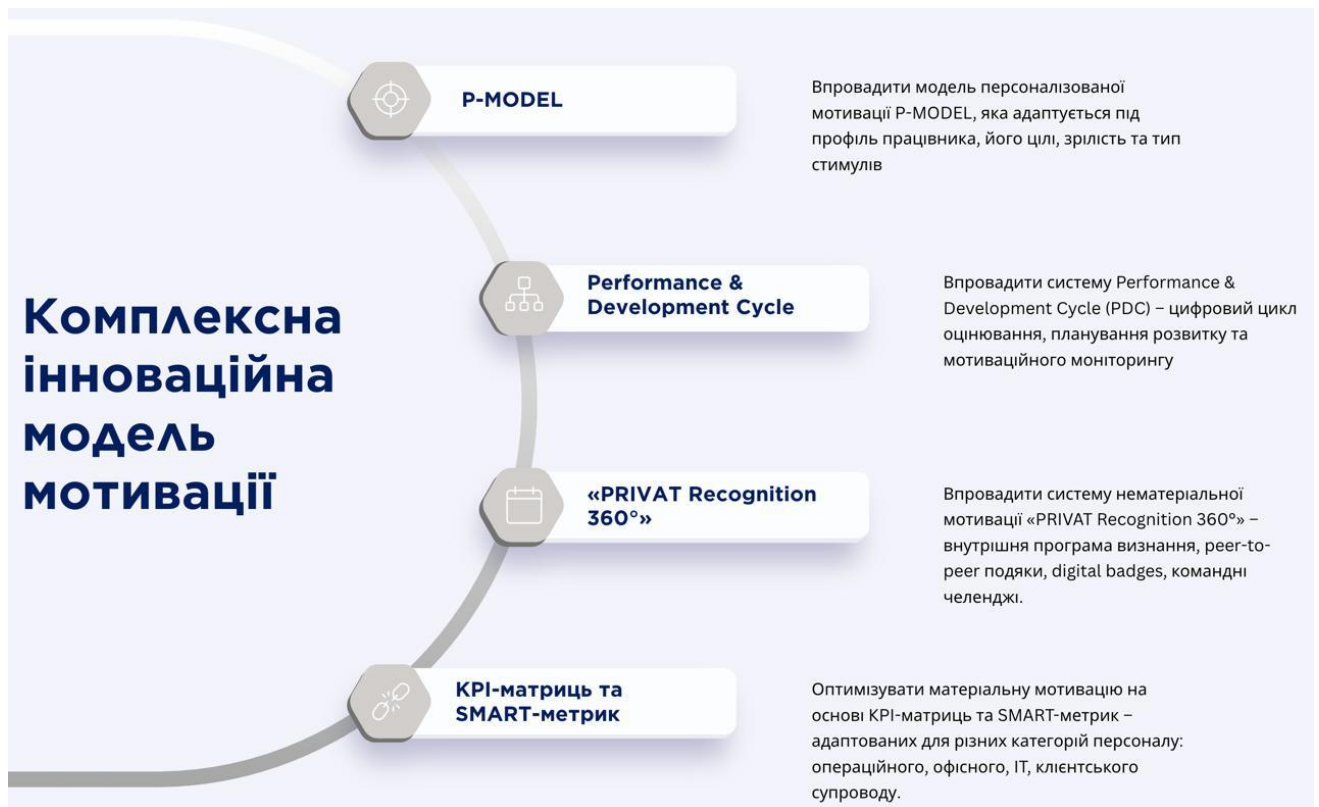 Комплексна
інноваційна
модель
мотивації
P-MODEL
Впровадити модель персоналізованої
мотивації P-MODEL, яка адаптується під
профіль працівника, його цілі, зрілість та тип
стимулів
Performance &
Development Cycle
Впровадити систему Performance &
Development Cycle (PDC) – цифровий цикл
оцінювання, планування розвитку та
мотиваційного моніторингу
«PRIVAT Recognition
360°»
Впровадити систему нематеріальної
мотивації «PRIVAT Recognition 360°» –
внутрішня програма визнання, peer-to-
peer подяки, digital badges, командні
челенджі.
KPI-матриць та
SMART-метрик
Оптимізувати матеріальну мотивацію на
основі KPI-матриць та SMART-метрик –
адаптованих для різних категорій персоналу:
операційного, офісного, ІТ, клієнтського
супроводу.